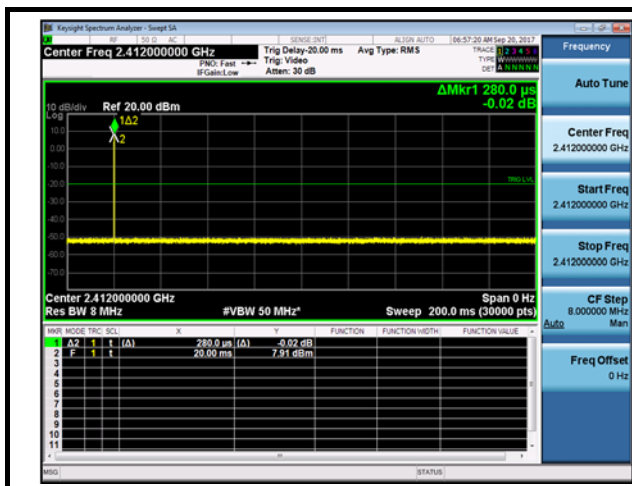 Keysight Spectrum Analyzer - Swept SA
RF 50 Ω AC SENSE:INT ALIGN AUTO 06:57:20 AM Sep 20, 2017
Center Freq 2.412000000 GHz
PNO: Fast
IFGain:Low
Trig Delay-20.00 ms
Trig: Video
Atten: 30 dB
Avg Type: RMS
TRACE 1 2 3 4 5 6
TYPE WWWWWW
DET A N N N N N
ΔMkr1 280.0 µs
-0.02 dB
10 dB/div Ref 20.00 dBm
Log
1Δ2
10.0
2
0.00
-10.0
TRIG LVL
-20.0
-30.0
-40.0
-50.0
-60.0
-70.0
Center 2.412000000 GHz Span 0 Hz
Res BW 8 MHz #VBW 50 MHz* Sweep 200.0 ms (30000 pts)
MKR MODE TRC SCL X Y FUNCTION FUNCTION WIDTH FUNCTION VALUE
1 Δ2 1 t (Δ) 280.0 µs (Δ) -0.02 dB
2 F 1 t 20.00 ms 7.91 dBm
3
4
5
6
7
8
9
10
11
MSG STATUS
Frequency
Auto Tune
Center Freq
2.412000000 GHz
Start Freq
2.412000000 GHz
Stop Freq
2.412000000 GHz
CF Step
8.000000 MHz
Auto Man
Freq Offset
0 Hz